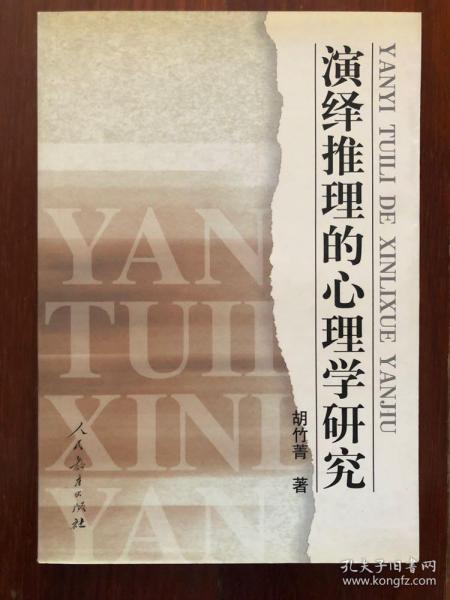 演绎推理的心理学研究
YANYI TUILI DE XINLIXUE YANJIU
胡竹菁 著
YAN
TUILI
XINL
YAN
人民教育出版社
孔夫子旧书网
www.kongfz.com